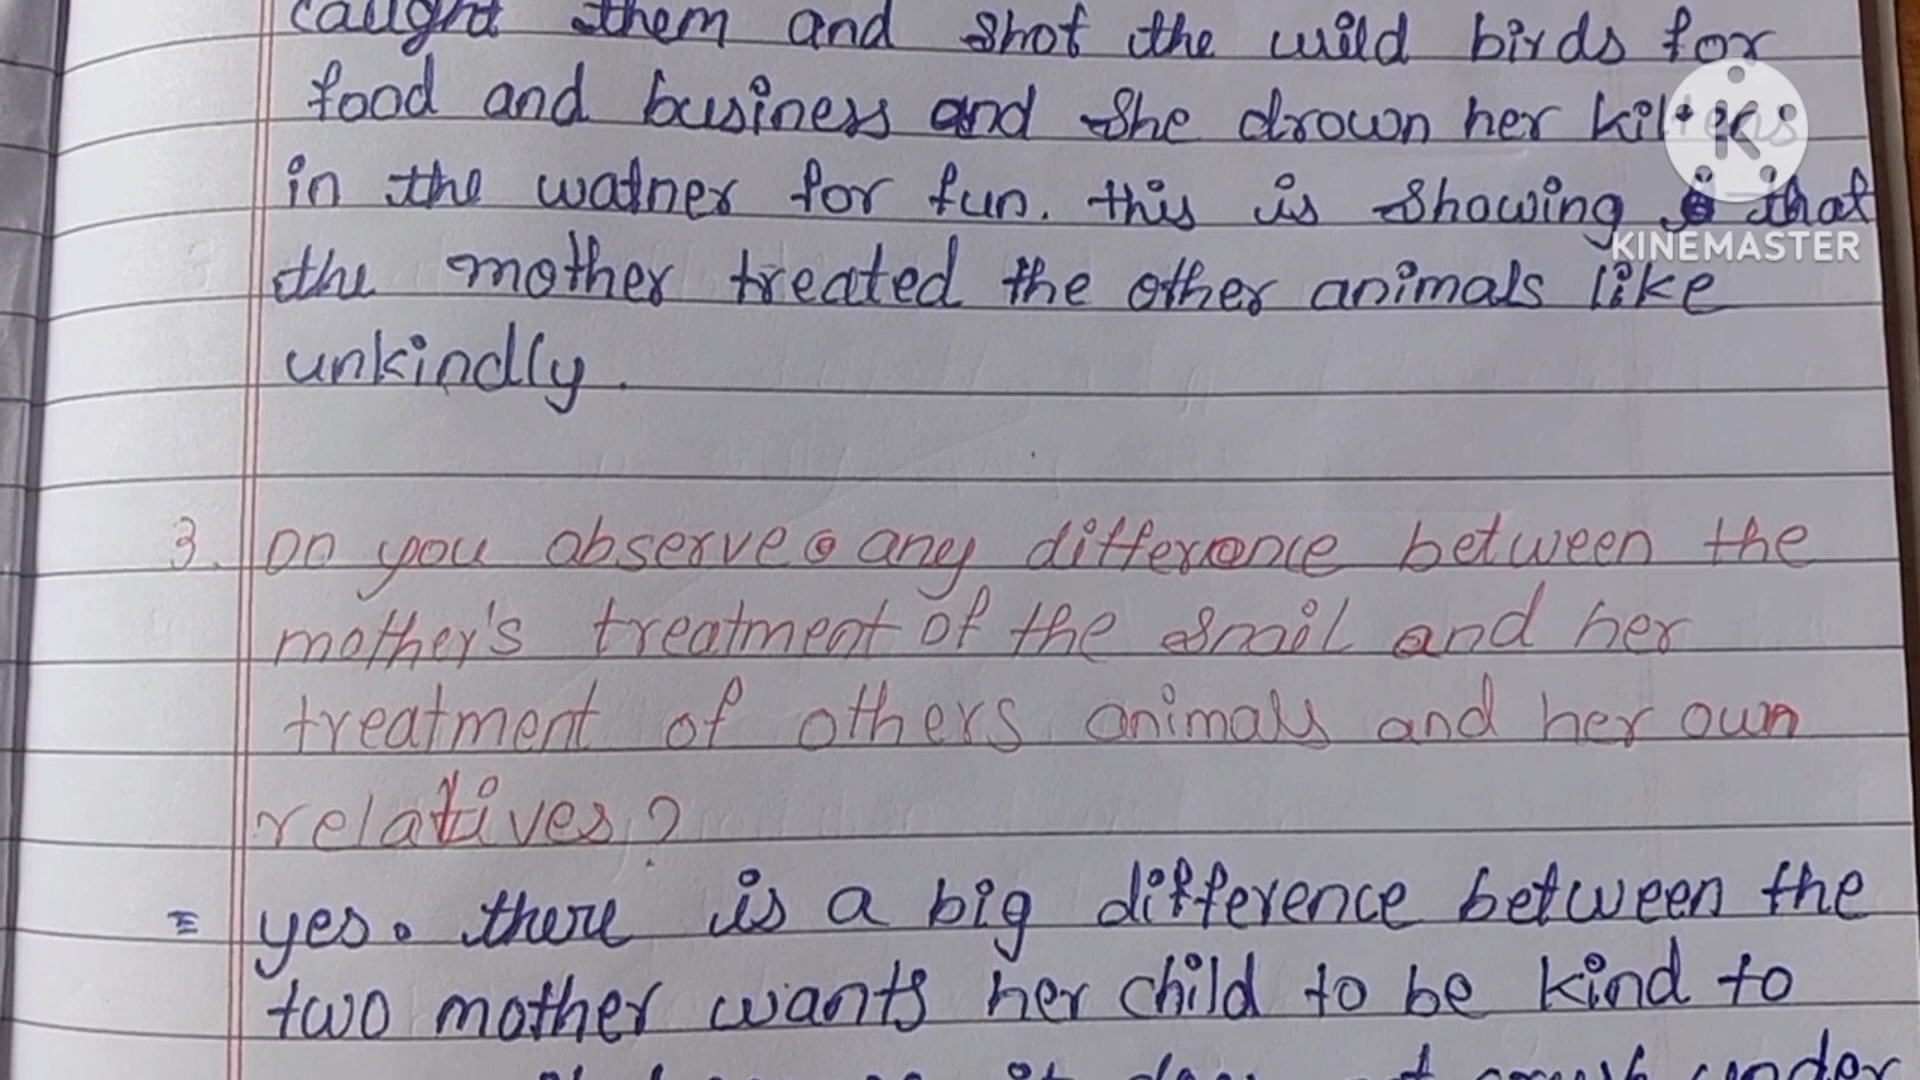 caught them and shot the wild birds for
food and business and she drown her kittens
in the watner for fun. this is showing that
KINEMASTER
the mother treated the other animals like
unkindly.
3. Do you observe any difference between the
mother's treatment of the snail and her
treatment of others animals and her own
relatives?
= yes. there is a big difference between the
two mother wants her child to be kind to
under